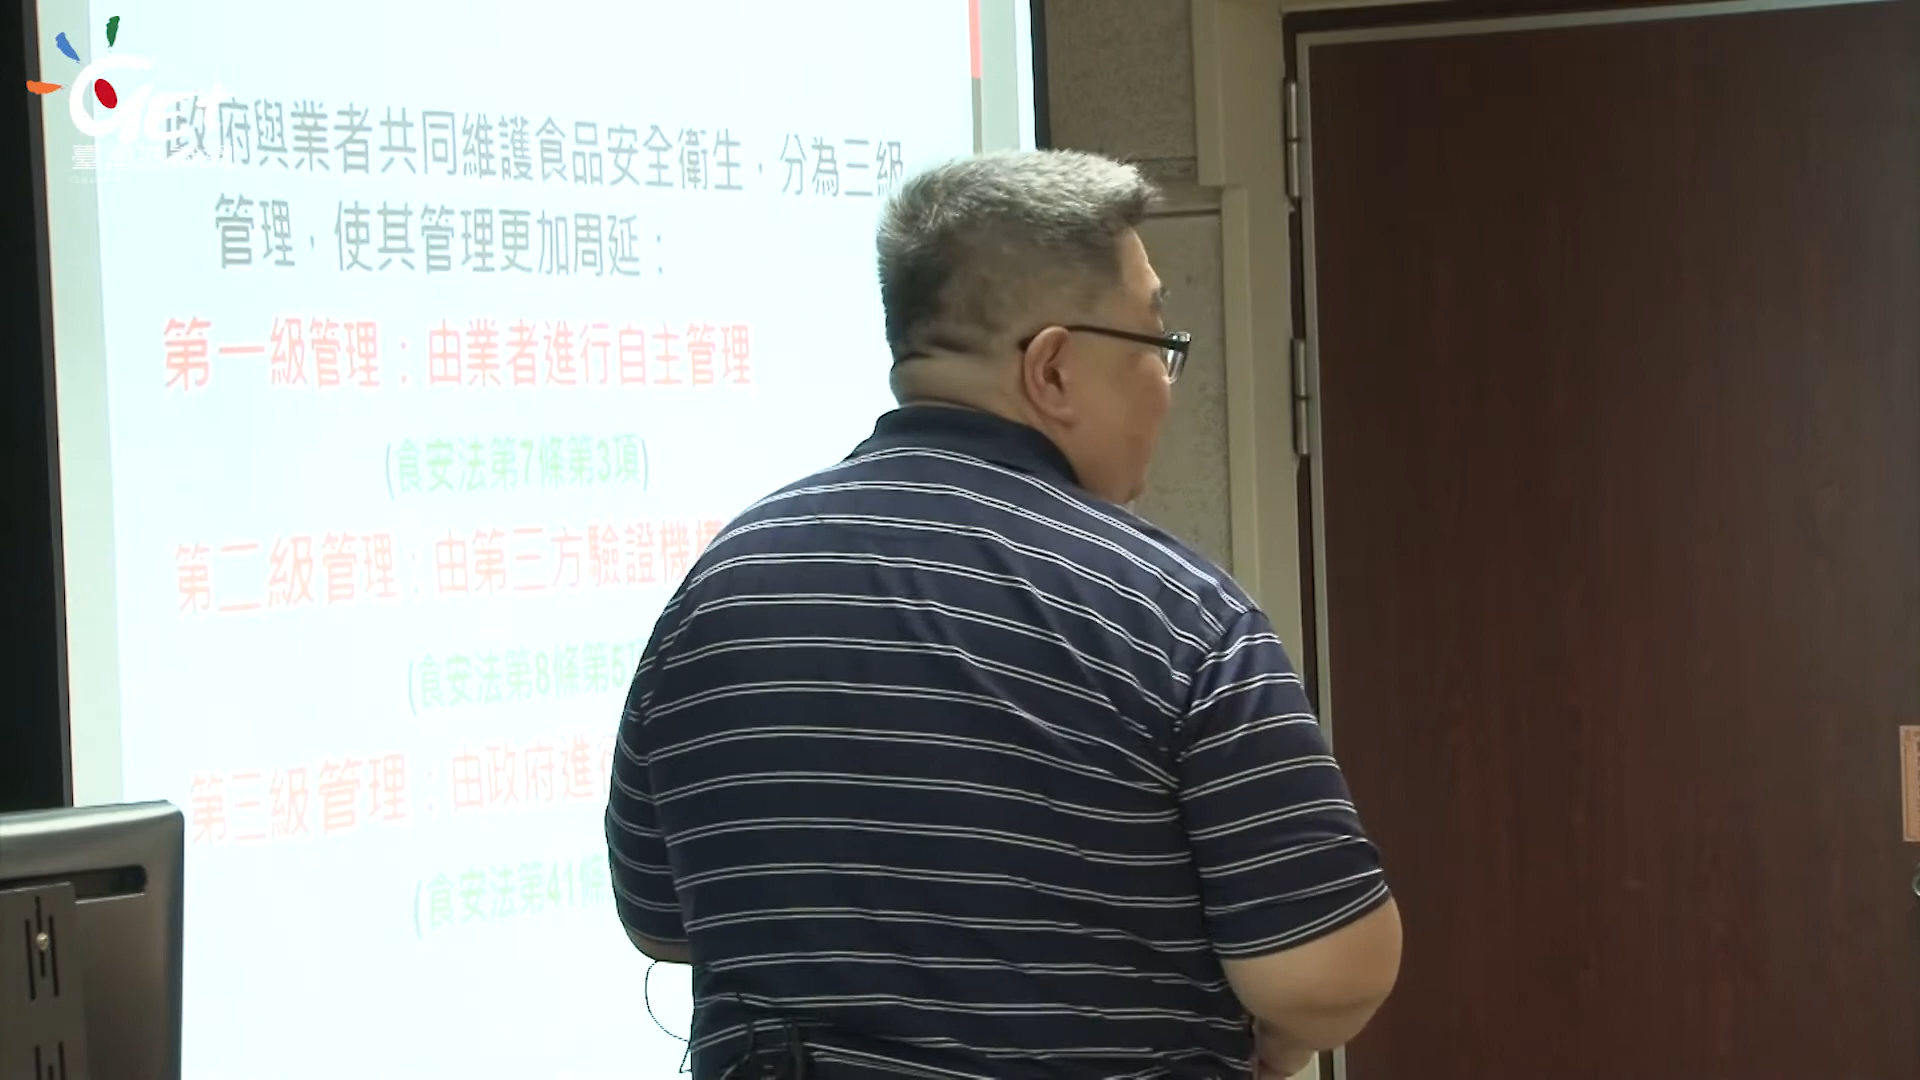 政府與業者共同維護食品安全衛生，分為三級
管理，使其管理更加周延：
第一級管理：由業者進行自主管理
(食安法第7條第3項)
第二級管理：由第三方驗證機
(食安法第8條第5
第三級管理：由政府進
(食安法第41條